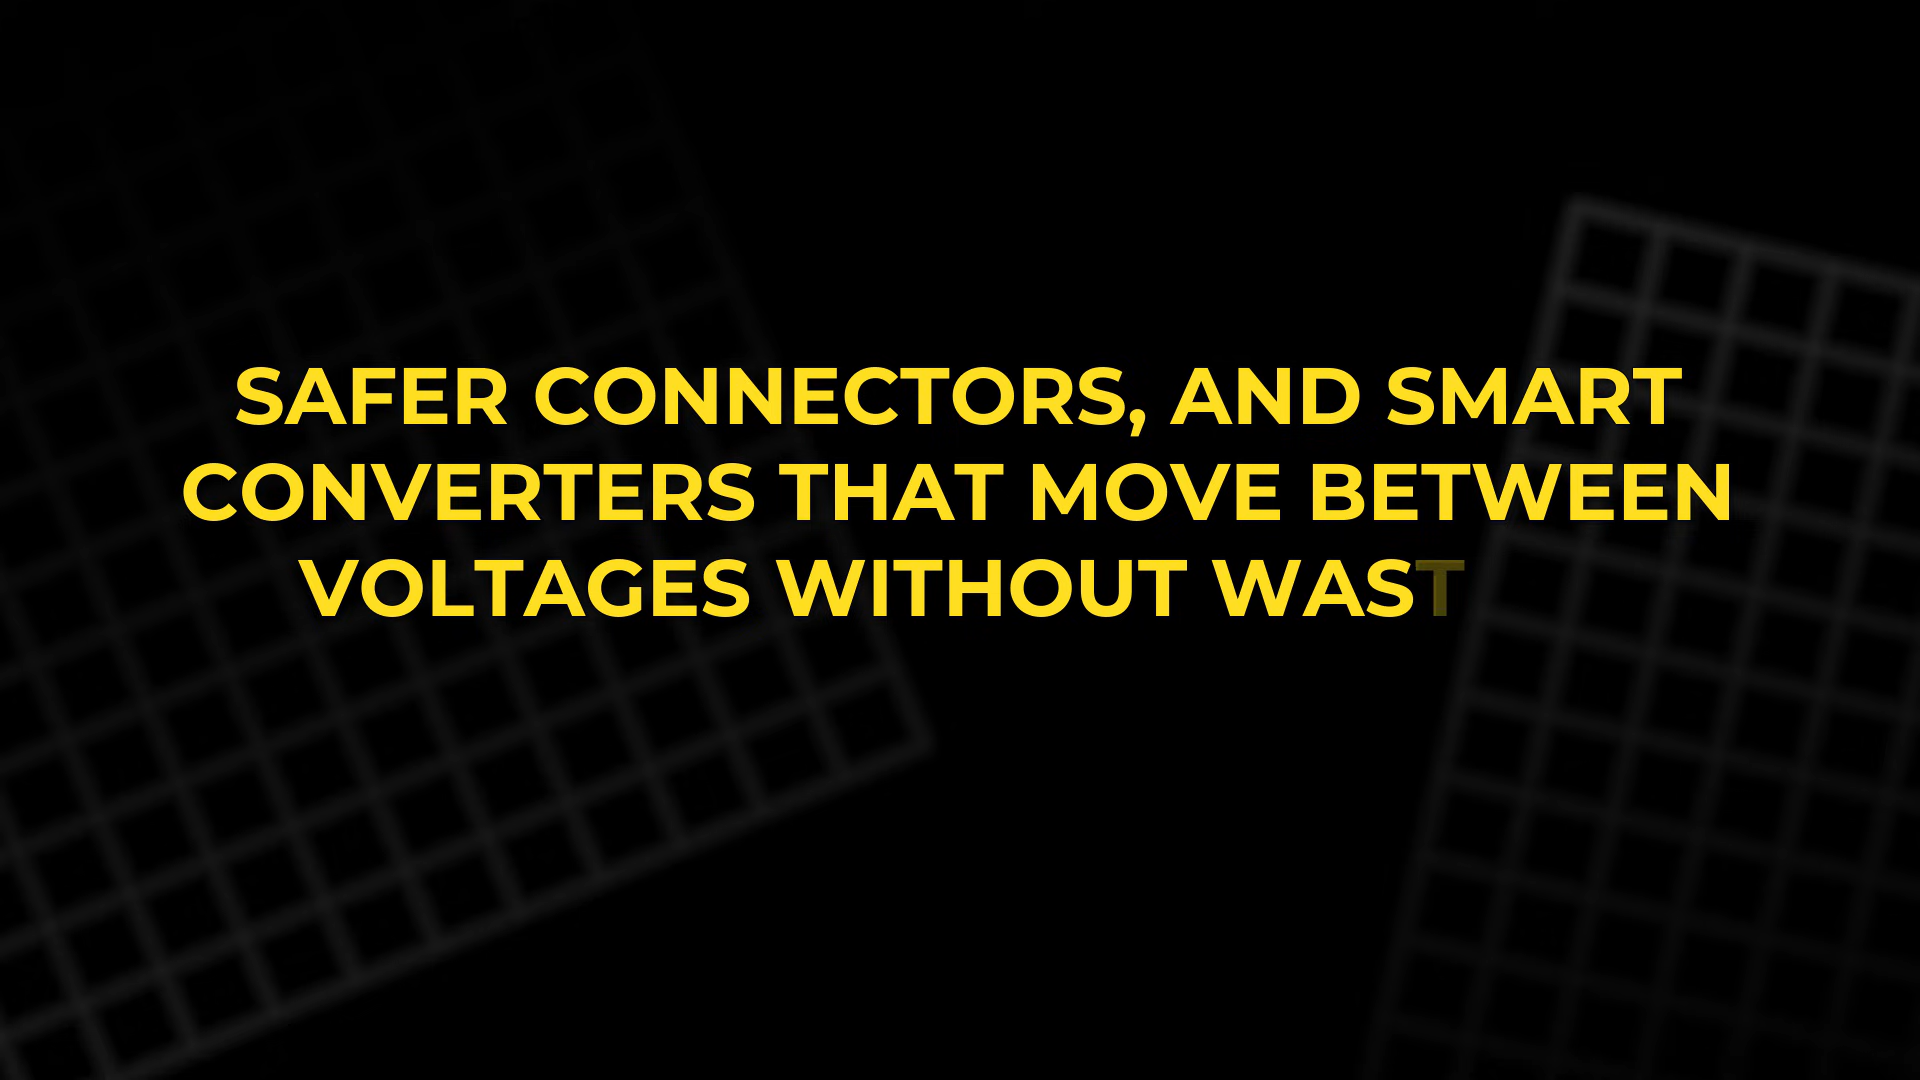 SAFER CONNECTORS, AND SMART
CONVERTERS THAT MOVE BETWEEN
VOLTAGES WITHOUT WAST